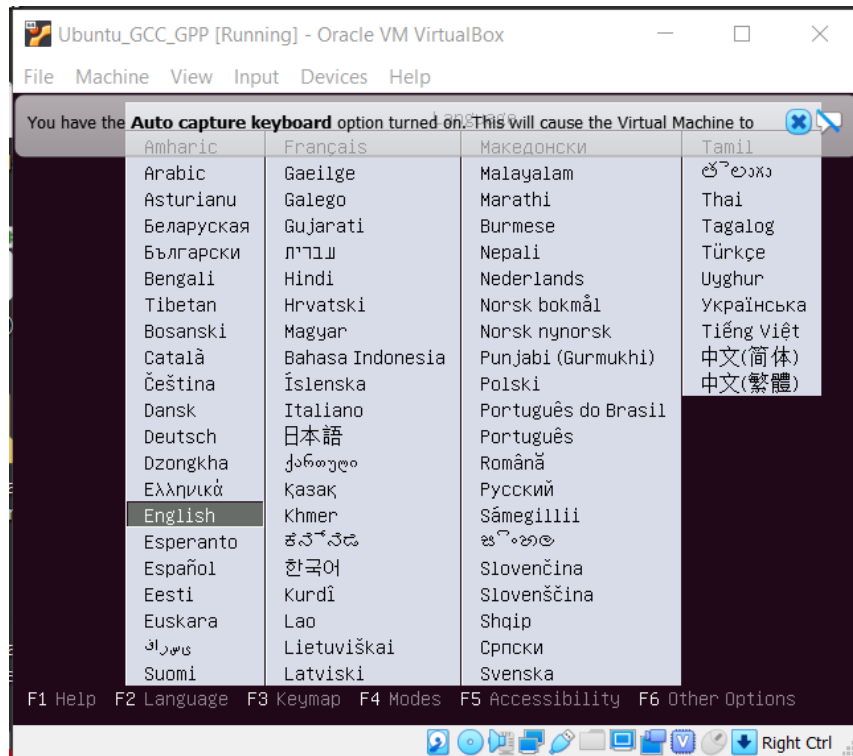 Ubuntu_GCC_GPP [Running] - Oracle VM VirtualBox
File Machine View Input Devices Help
Language
You have the Auto capture keyboard option turned on. This will cause the Virtual Machine to
Amharic Français Македонски Tamil
Arabic Gaeilge Malayalam తెలుగు
Asturianu Galego Marathi Thai
Беларуская Gujarati Burmese Tagalog
Български עברית Nepali Türkçe
Bengali Hindi Nederlands Uyghur
Tibetan Hrvatski Norsk bokmål Українська
Bosanski Magyar Norsk nynorsk Tiếng Việt
Català Bahasa Indonesia Punjabi (Gurmukhi) 中文(简体)
Čeština Íslenska Polski 中文(繁體)
Dansk Italiano Português do Brasil
Deutsch 日本語 Português
Dzongkha ქართული Română
Ελληνικά Қазақ Русский
English Khmer Sámegillii
Esperanto ಕನ್ನಡ සිංහල
Español 한국어 Slovenčina
Eesti Kurdî Slovenščina
Euskara Lao Shqip
فارسی Lietuviškai Српски
Suomi Latviski Svenska
F1 Help F2 Language F3 Keymap F4 Modes F5 Accessibility F6 Other Options
Right Ctrl